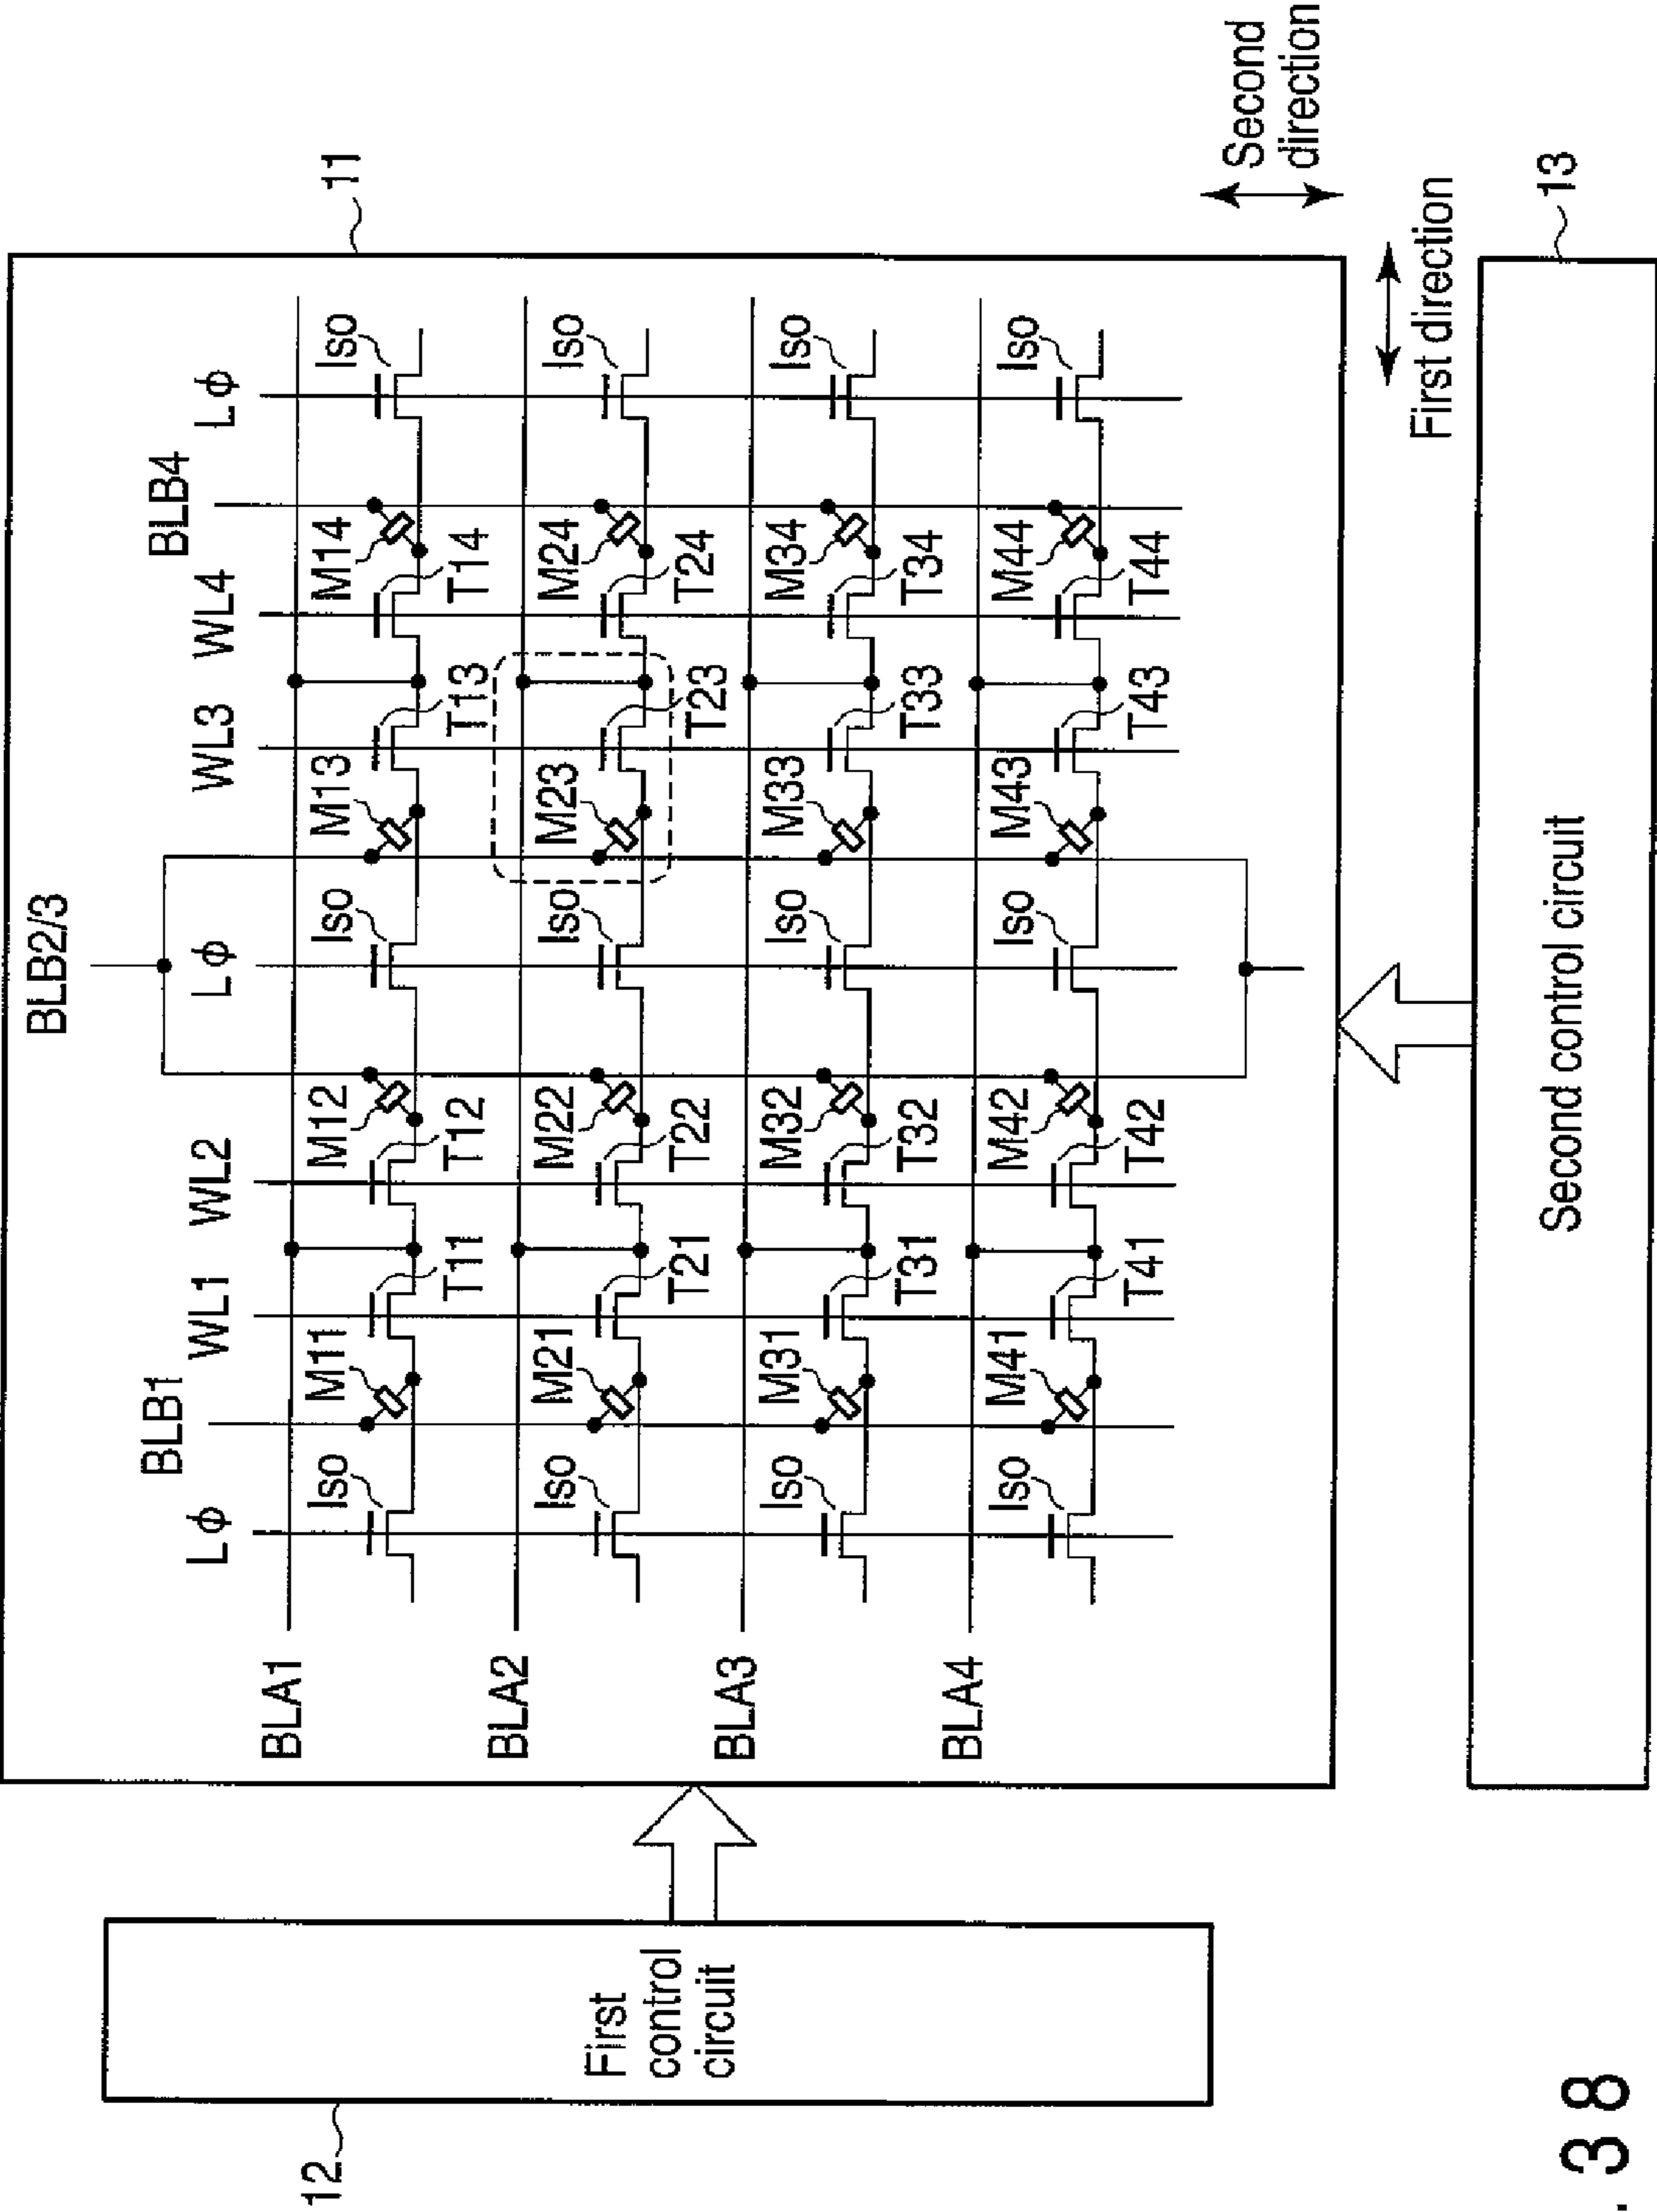 11
BLB2/3
BLB1
BLB4
Lφ
WL1
WL2
Lφ
WL3
WL4
Lφ
BLA1
Iso
M11
T11
M12
T12
Iso
M13
T13
M14
T14
Iso
BLA2
Iso
M21
T21
M22
T22
Iso
M23
T23
M24
T24
Iso
BLA3
Iso
M31
T31
M32
T32
Iso
M33
T33
M34
T34
Iso
BLA4
Iso
M41
T41
M42
T42
Iso
M43
T43
M44
T44
Iso
12
First
control
circuit
Second
direction
First direction
Second control circuit
13
. 38